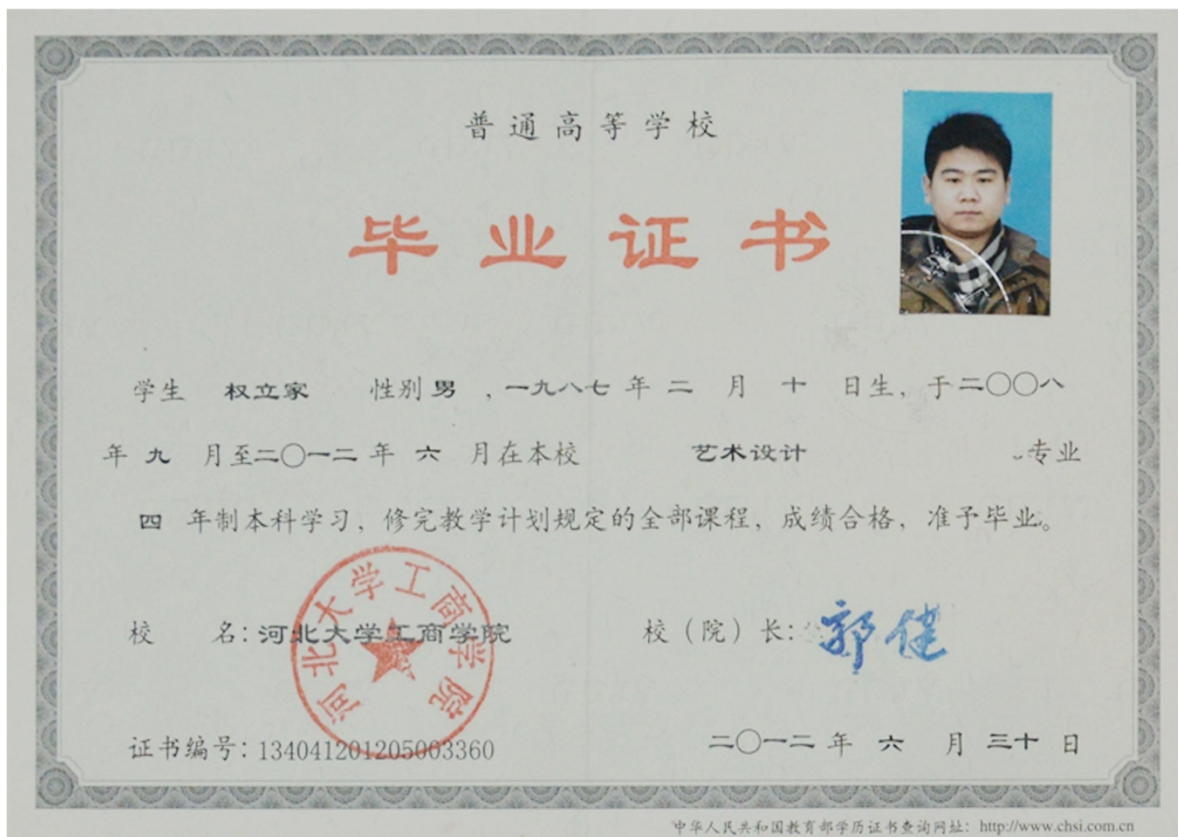 普通高等学校
毕业证书
学生 权立家 性别 男 ,一九八七 年 二 月 十 日生, 于二〇〇八
年 九 月至二〇一二 年 六 月在本校 艺术设计 专业
四 年制本科学习, 修完教学计划规定的全部课程, 成绩合格, 准予毕业。
河北大学工商学院
校 名: 河北大学工商学院 校（院）长: 郭健
证书编号: 134041201205003360 二〇一二 年 六 月 三十 日
中华人民共和国教育部学历证书查询网址: http://www.chsi.com.cn